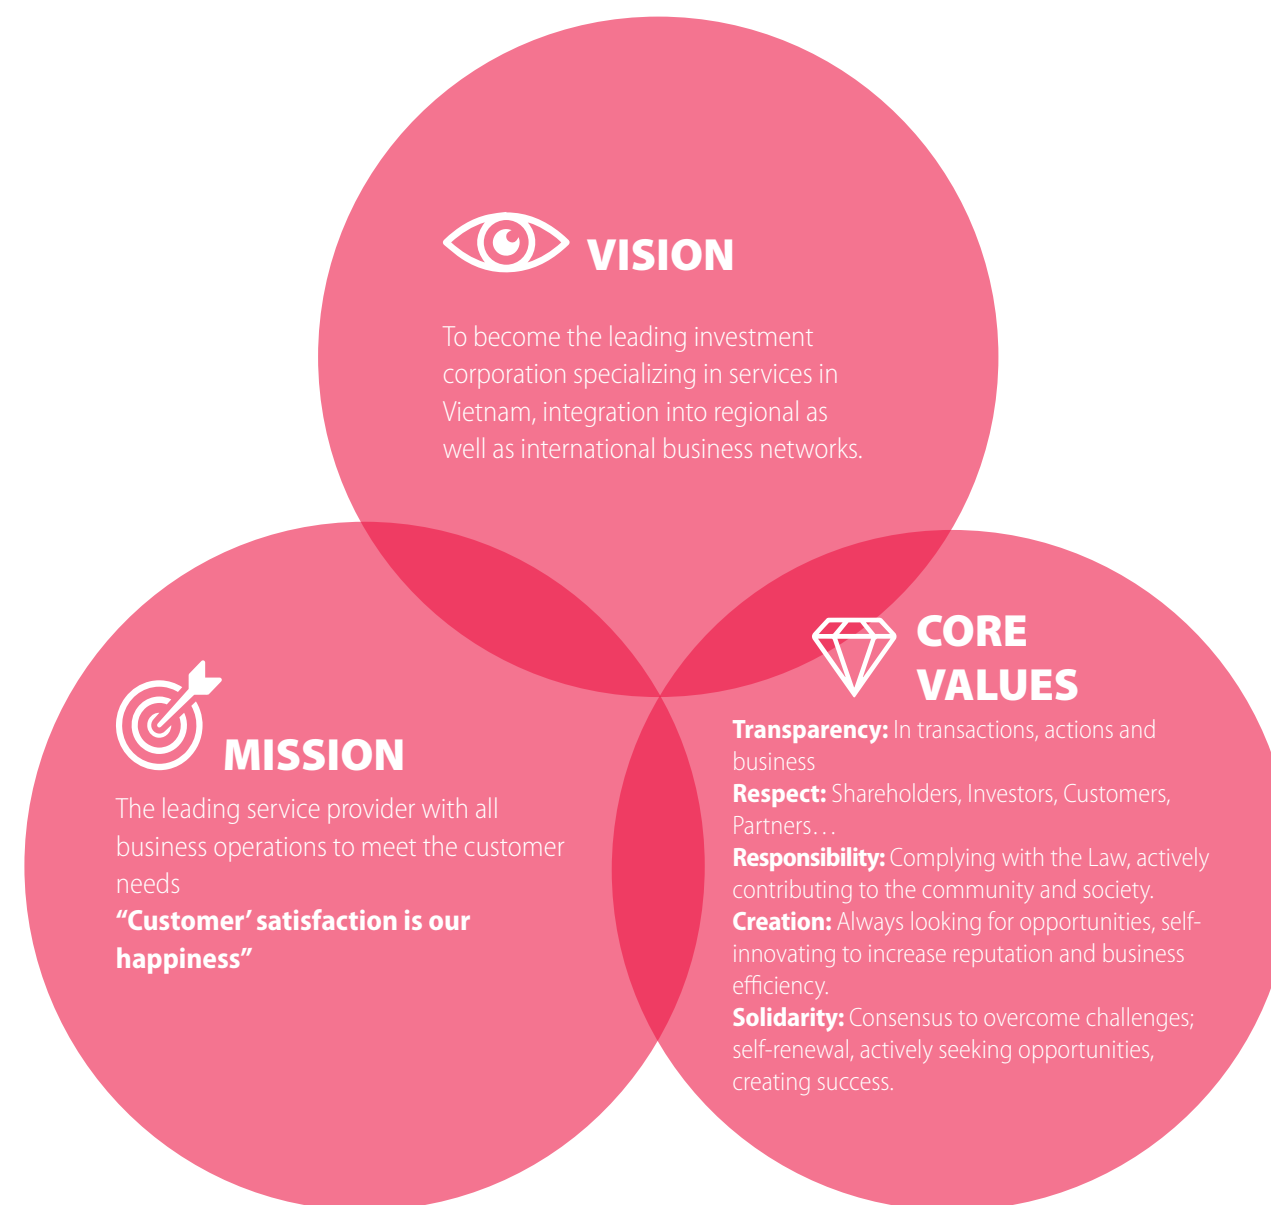 VISION
To become the leading investment
corporation specializing in services in
Vietnam, integration into regional as
well as international business networks.
MISSION
The leading service provider with all
business operations to meet the customer
needs
“Customer’ satisfaction is our
happiness”
CORE
VALUES
Transparency: In transactions, actions and
business
Respect: Shareholders, Investors, Customers,
Partners…
Responsibility: Complying with the Law, actively
contributing to the community and society.
Creation: Always looking for opportunities, self-
innovating to increase reputation and business
efficiency.
Solidarity: Consensus to overcome challenges;
self-renewal, actively seeking opportunities,
creating success.